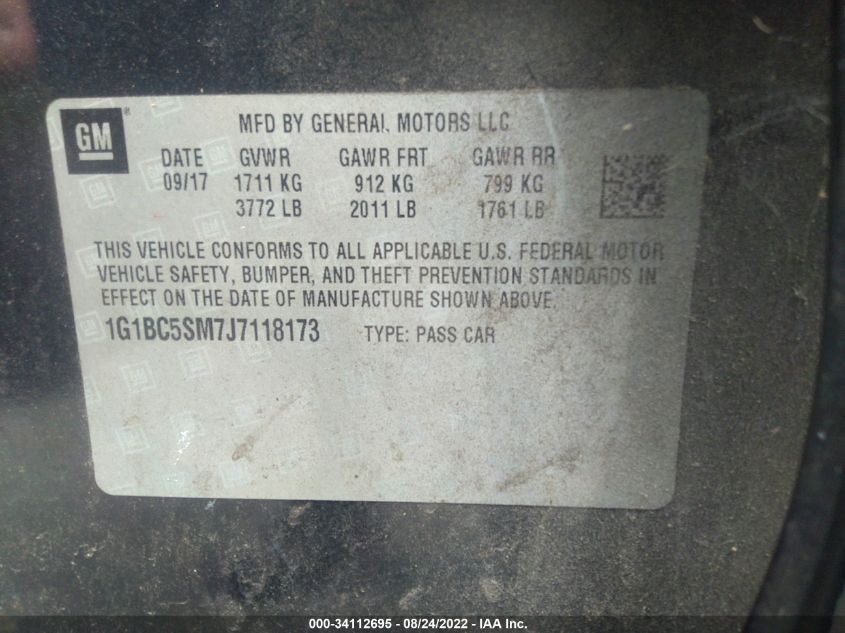 GM ®
MFD BY GENERAL MOTORS LLC
DATE GVWR GAWR FRT GAWR RR
09/17 1711 KG 912 KG 799 KG
3772 LB 2011 LB 1761 LB
THIS VEHICLE CONFORMS TO ALL APPLICABLE U.S. FEDERAL MOTOR
VEHICLE SAFETY, BUMPER, AND THEFT PREVENTION STANDARDS IN
EFFECT ON THE DATE OF MANUFACTURE SHOWN ABOVE.
1G1BC5SM7J7118173 TYPE: PASS CAR
000-34112695 - 08/24/2022 - IAA Inc.